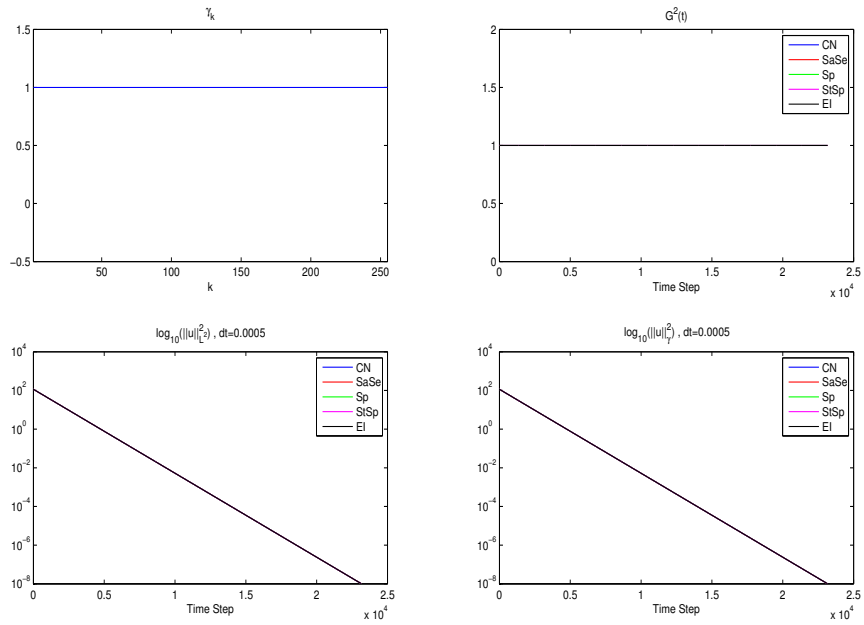 γk
1.5
1
0.5
0
−0.5
50
100
150
200
250
k
G²(t)
2
1.5
1
0.5
0
0
0.5
1
1.5
2
2.5
x 10⁴
Time Step
CN
SaSe
Sp
StSp
EI
log₁₀(||u||²_L²) , dt=0.0005
10⁴
10²
10⁰
10⁻²
10⁻⁴
10⁻⁶
10⁻⁸
0
0.5
1
1.5
2
2.5
x 10⁴
Time Step
CN
SaSe
Sp
StSp
EI
log₁₀(||u||²_γ) , dt=0.0005
10⁴
10²
10⁰
10⁻²
10⁻⁴
10⁻⁶
10⁻⁸
0
0.5
1
1.5
2
2.5
x 10⁴
Time Step
CN
SaSe
Sp
StSp
EI